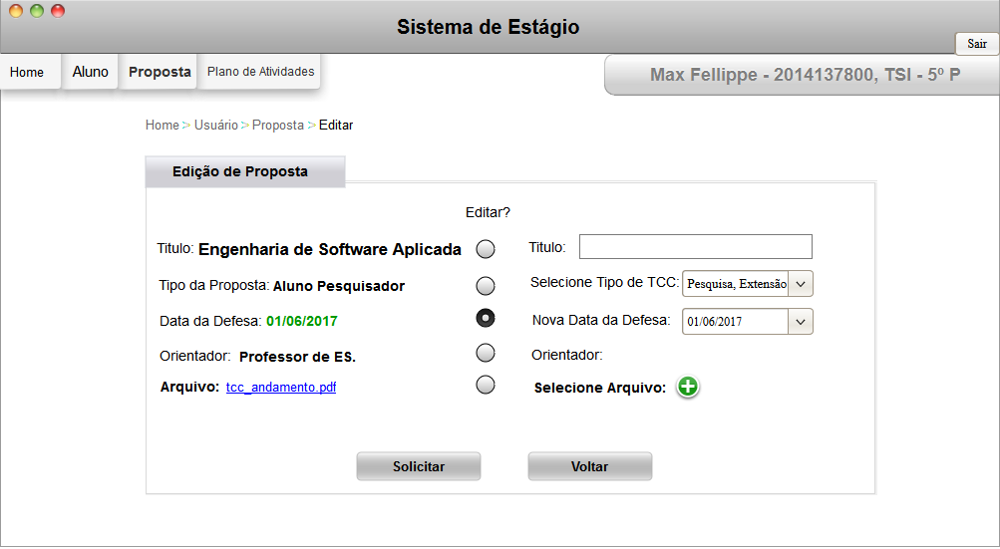 Sistema de Estágio
Sair
Home Aluno Proposta Plano de Atividades
Max Fellippe - 2014137800, TSI - 5º P
Home > Usuário > Proposta > Editar
Edição de Proposta
Editar?
Titulo: Engenharia de Software Aplicada Titulo:
Tipo da Proposta: Aluno Pesquisador Selecione Tipo de TCC: Pesquisa, Extensão
Data da Defesa: 01/06/2017 Nova Data da Defesa: 01/06/2017
Orientador: Professor de ES. Orientador:
Arquivo: tcc_andamento.pdf Selecione Arquivo:
Solicitar Voltar